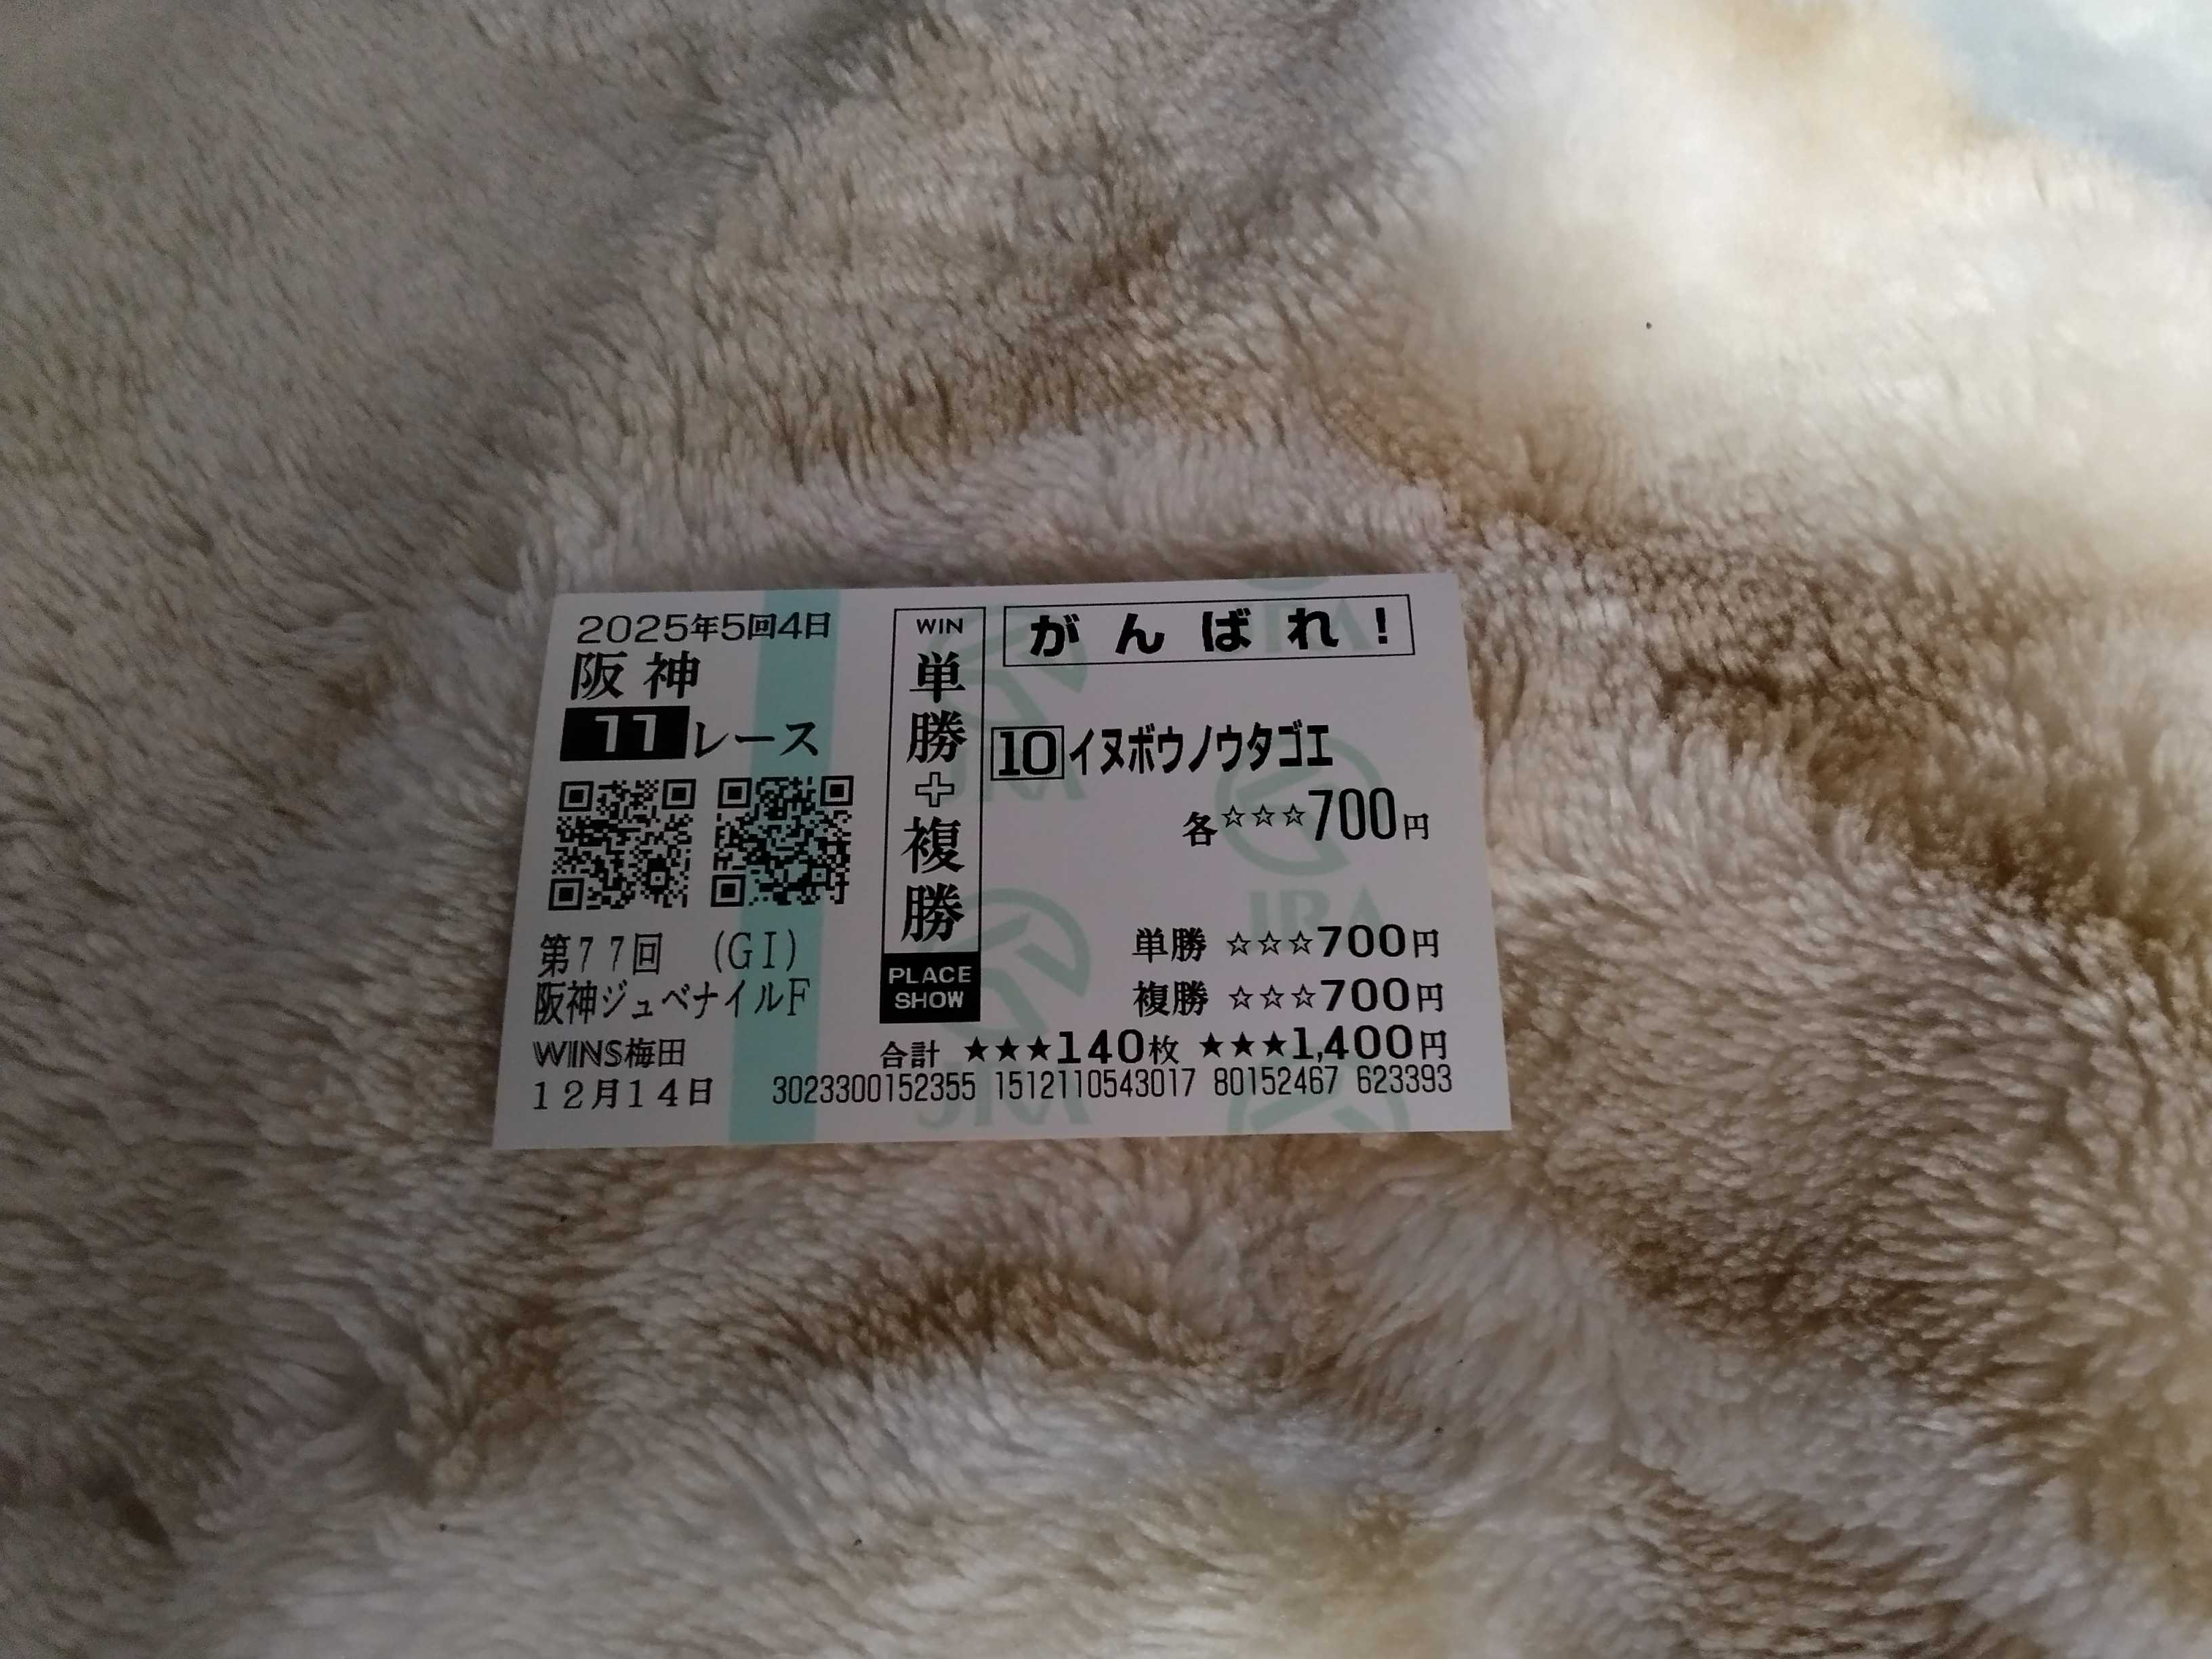 2025年5回4日
阪神
11レース
第77回 (GⅠ)
阪神ジュベナイルF
WINS梅田
12月14日
WIN
単勝+複勝
PLACE
SHOW
がんばれ!
10 イヌボウノウタゴエ
各☆☆☆700円
単勝 ☆☆☆700円
複勝 ☆☆☆700円
合計 ★★★140枚 ★★★1,400円
3023300152355 1512110543017 80152467 623393
JRA
JRA